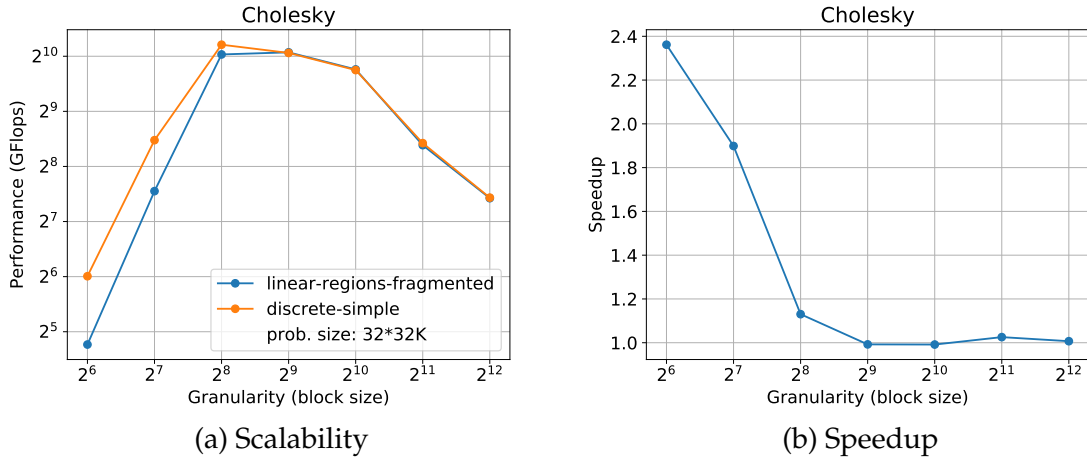 Cholesky
Performance (GFlops)
2^10
2^9
2^8
2^7
2^6
2^5
linear-regions-fragmented
discrete-simple
prob. size: 32*32K
2^6 2^7 2^8 2^9 2^10 2^11 2^12
Granularity (block size)
(a) Scalability
Cholesky
Speedup
2.4
2.2
2.0
1.8
1.6
1.4
1.2
1.0
2^6 2^7 2^8 2^9 2^10 2^11 2^12
Granularity (block size)
(b) Speedup